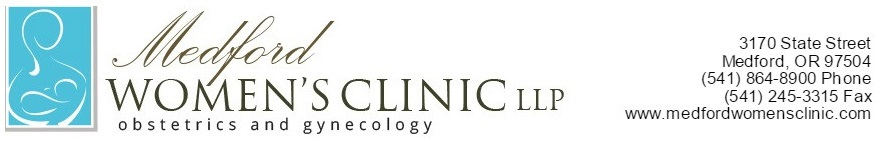 Medford
WOMEN'S CLINIC LLP
obstetrics and gynecology
3170 State Street
Medford, OR 97504
(541) 864-8900 Phone
(541) 245-3315 Fax
www.medfordwomensclinic.com